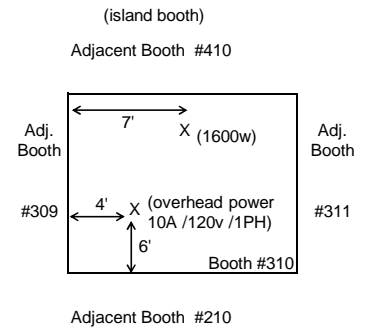 (island booth)
Adjacent Booth #410
7'
X (1600w)
Adj.
Booth
#309
Adj.
Booth
#311
4'
X (overhead power
10A /120v /1PH)
6'
Booth #310
Adjacent Booth #210